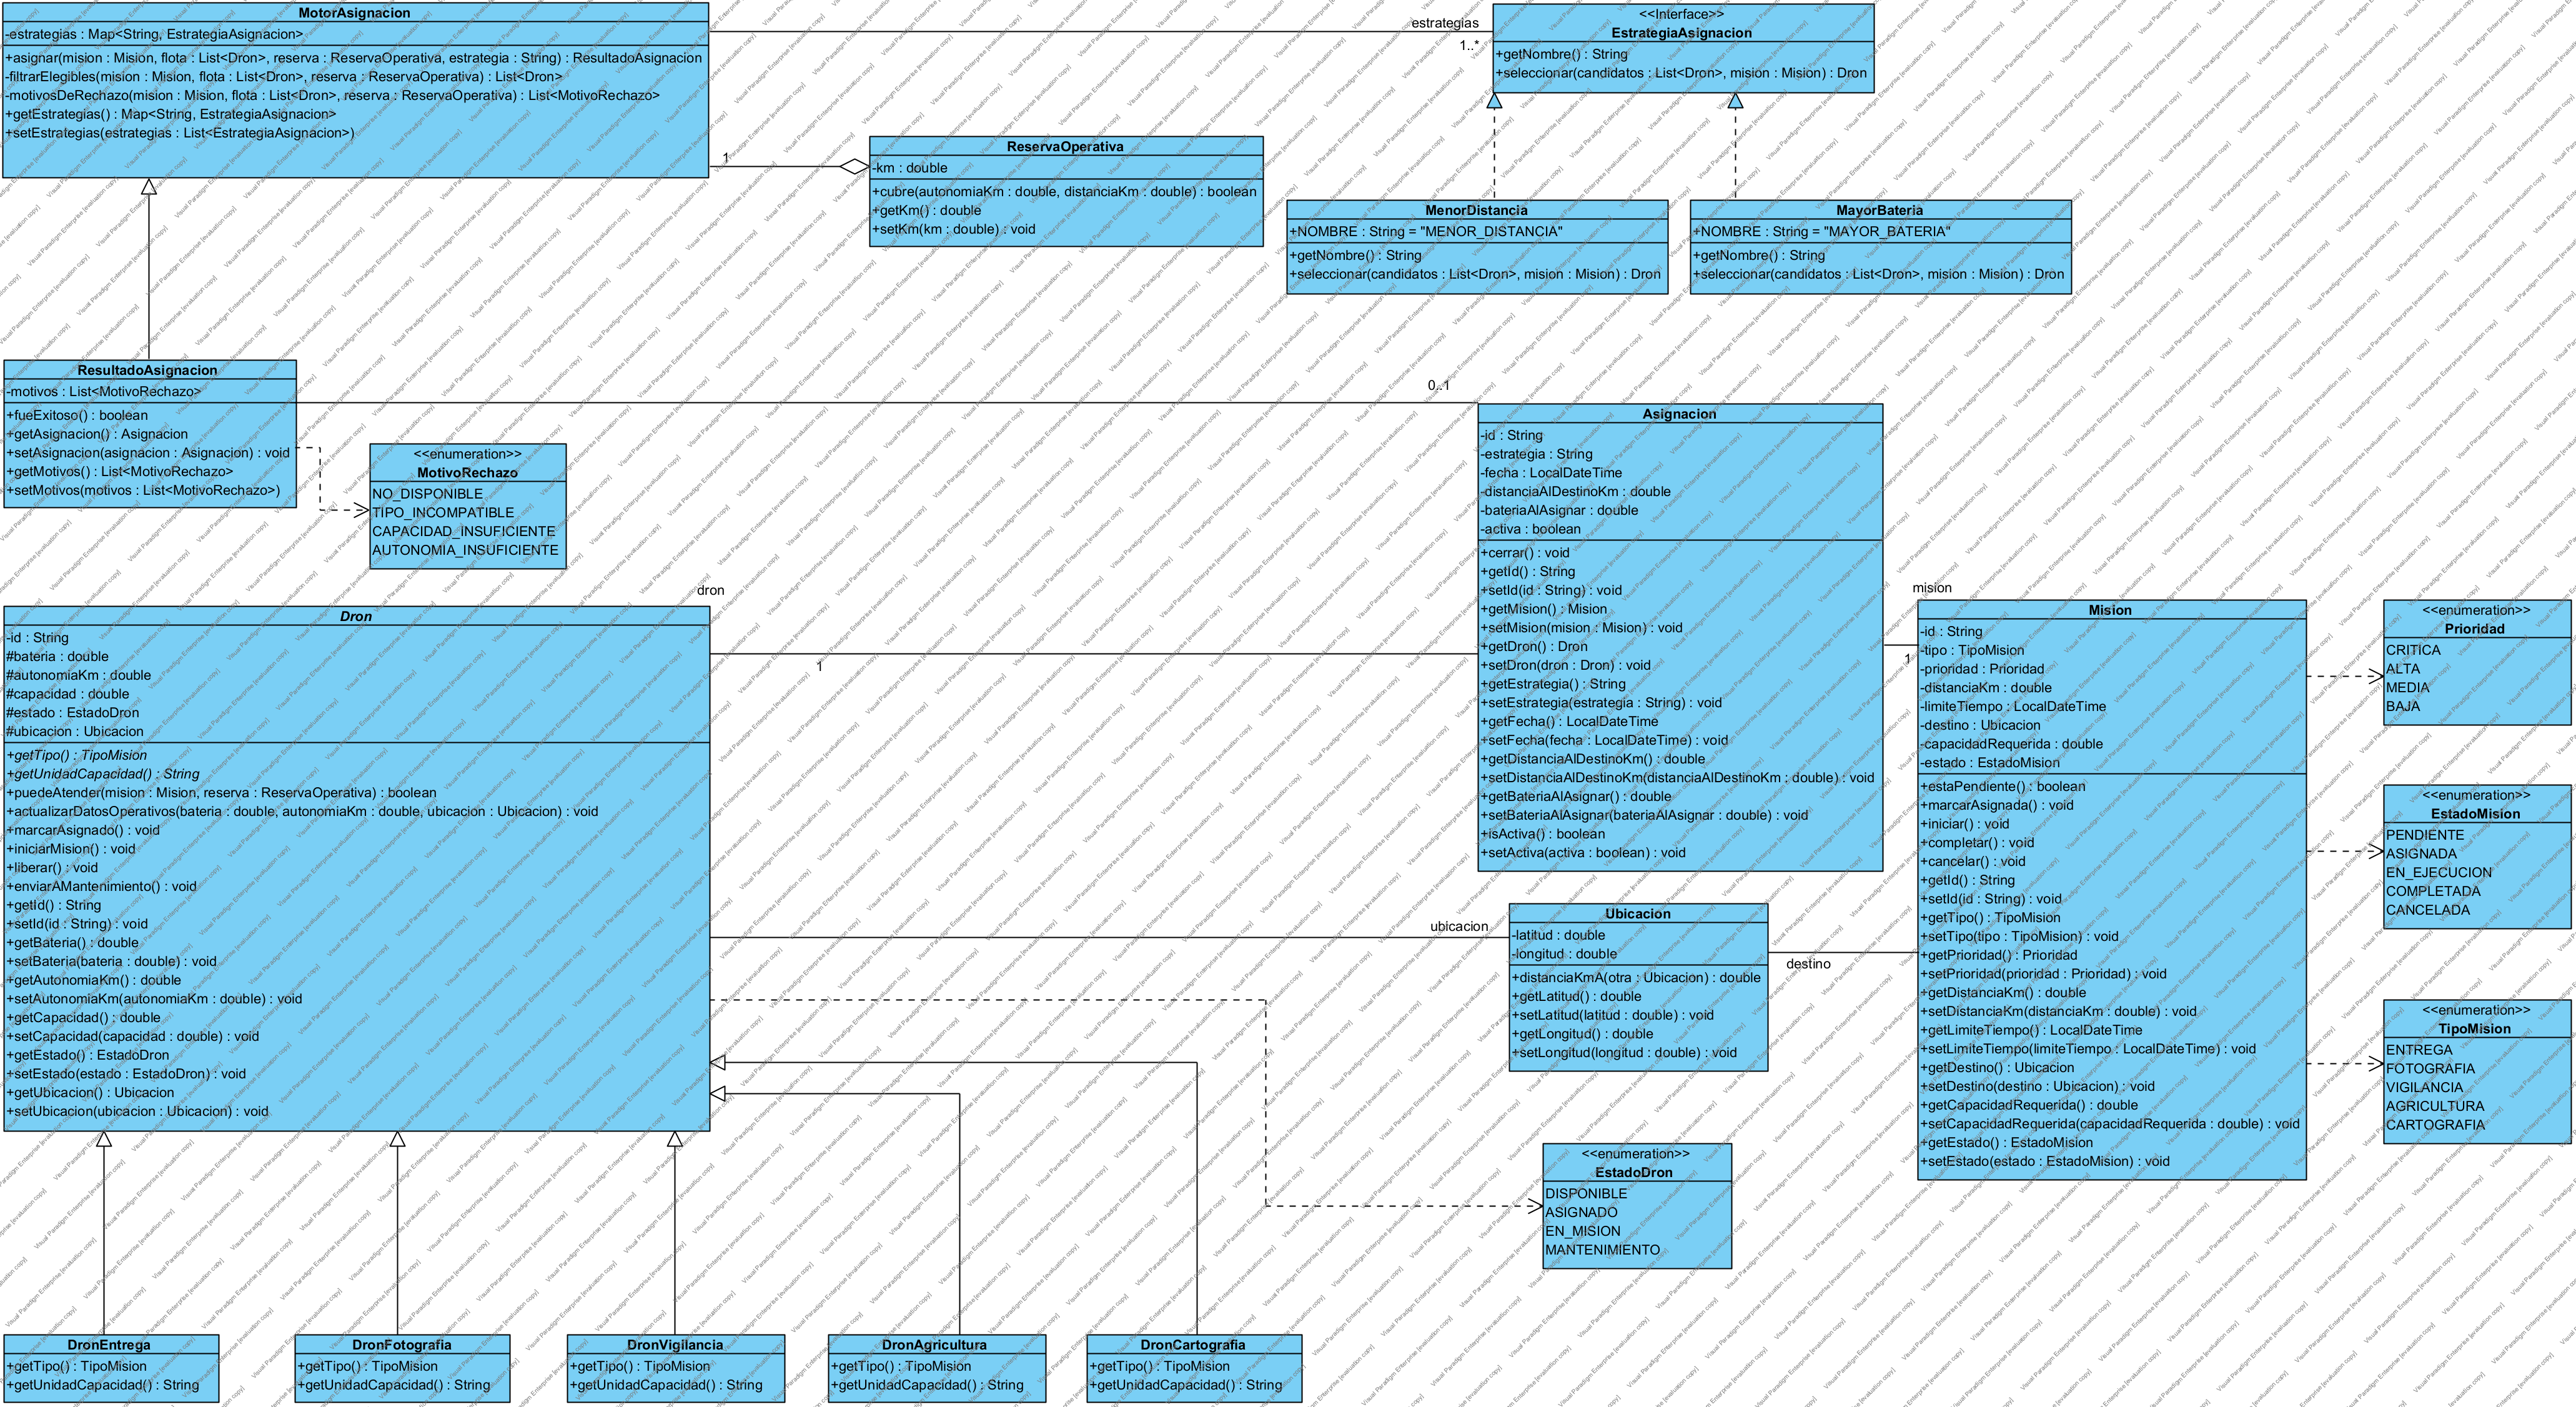 MotorAsignacion
-estrategias : Map<String, EstrategiaAsignacion>
+asignar(mision : Mision, flota : List<Dron>, reserva : ReservaOperativa, estrategia : String) : ResultadoAsignacion
-filtrarElegibles(mision : Mision, flota : List<Dron>, reserva : ReservaOperativa) : List<Dron>
-motivosDeRechazo(mision : Mision, flota : List<Dron>, reserva : ReservaOperativa) : List<MotivoRechazo>
+getEstrategias() : Map<String, EstrategiaAsignacion>
+setEstrategias(estrategias : List<EstrategiaAsignacion>)
estrategias
1..*
<<Interface>>
EstrategiaAsignacion
+getNombre() : String
+seleccionar(candidatos : List<Dron>, mision : Mision) : Dron
1
ReservaOperativa
-km : double
+cubre(autonomiaKm : double, distanciaKm : double) : boolean
+getKm() : double
+setKm(km : double) : void
MenorDistancia
+NOMBRE : String = "MENOR_DISTANCIA"
+getNombre() : String
+seleccionar(candidatos : List<Dron>, mision : Mision) : Dron
MayorBateria
+NOMBRE : String = "MAYOR_BATERIA"
+getNombre() : String
+seleccionar(candidatos : List<Dron>, mision : Mision) : Dron
ResultadoAsignacion
-motivos : List<MotivoRechazo>
+fueExitoso() : boolean
+getAsignacion() : Asignacion
+setAsignacion(asignacion : Asignacion) : void
+getMotivos() : List<MotivoRechazo>
+setMotivos(motivos : List<MotivoRechazo>)
0..1
<<enumeration>>
MotivoRechazo
NO_DISPONIBLE
TIPO_INCOMPATIBLE
CAPACIDAD_INSUFICIENTE
AUTONOMIA_INSUFICIENTE
Asignacion
-id : String
-estrategia : String
-fecha : LocalDateTime
-distanciaAlDestinoKm : double
-bateriaAlAsignar : double
-activa : boolean
+cerrar() : void
+getId() : String
+setId(id : String) : void
+getMision() : Mision
+setMision(mision : Mision) : void
+getDron() : Dron
+setDron(dron : Dron) : void
+getEstrategia() : String
+setEstrategia(estrategia : String) : void
+getFecha() : LocalDateTime
+setFecha(fecha : LocalDateTime) : void
+getDistanciaAlDestinoKm() : double
+setDistanciaAlDestinoKm(distanciaAlDestinoKm : double) : void
+getBateriaAlAsignar() : double
+setBateriaAlAsignar(bateriaAlAsignar : double) : void
+isActiva() : boolean
+setActiva(activa : boolean) : void
dron
1
mision
1
Dron
-id : String
#bateria : double
#autonomiaKm : double
#capacidad : double
#estado : EstadoDron
#ubicacion : Ubicacion
+getTipo() : TipoMision
+getUnidadCapacidad() : String
+puedeAtender(mision : Mision, reserva : ReservaOperativa) : boolean
+actualizarDatosOperativos(bateria : double, autonomiaKm : double, ubicacion : Ubicacion) : void
+marcarAsignado() : void
+iniciarMision() : void
+liberar() : void
+enviarAMantenimiento() : void
+getId() : String
+setId(id : String) : void
+getBateria() : double
+setBateria(bateria : double) : void
+getAutonomiaKm() : double
+setAutonomiaKm(autonomiaKm : double) : void
+getCapacidad() : double
+setCapacidad(capacidad : double) : void
+getEstado() : EstadoDron
+setEstado(estado : EstadoDron) : void
+getUbicacion() : Ubicacion
+setUbicacion(ubicacion : Ubicacion) : void
Mision
-id : String
-tipo : TipoMision
-prioridad : Prioridad
-distanciaKm : double
-limiteTiempo : LocalDateTime
-destino : Ubicacion
-capacidadRequerida : double
-estado : EstadoMision
+estaPendiente() : boolean
+marcarAsignada() : void
+iniciar() : void
+completar() : void
+cancelar() : void
+getId() : String
+setId(id : String) : void
+getTipo() : TipoMision
+setTipo(tipo : TipoMision) : void
+getPrioridad() : Prioridad
+setPrioridad(prioridad : Prioridad) : void
+getDistanciaKm() : double
+setDistanciaKm(distanciaKm : double) : void
+getLimiteTiempo() : LocalDateTime
+setLimiteTiempo(limiteTiempo : LocalDateTime) : void
+getDestino() : Ubicacion
+setDestino(destino : Ubicacion) : void
+getCapacidadRequerida() : double
+setCapacidadRequerida(capacidadRequerida : double) : void
+getEstado() : EstadoMision
+setEstado(estado : EstadoMision) : void
<<enumeration>>
Prioridad
CRITICA
ALTA
MEDIA
BAJA
<<enumeration>>
EstadoMision
PENDIENTE
ASIGNADA
EN_EJECUCION
COMPLETADA
CANCELADA
<<enumeration>>
TipoMision
ENTREGA
FOTOGRAFIA
VIGILANCIA
AGRICULTURA
CARTOGRAFIA
ubicacion
destino
Ubicacion
-latitud : double
-longitud : double
+distanciaKmA(otra : Ubicacion) : double
+getLatitud() : double
+setLatitud(latitud : double) : void
+getLongitud() : double
+setLongitud(longitud : double) : void
<<enumeration>>
EstadoDron
DISPONIBLE
ASIGNADO
EN_MISION
MANTENIMIENTO
DronEntrega
+getTipo() : TipoMision
+getUnidadCapacidad() : String
DronFotografia
+getTipo() : TipoMision
+getUnidadCapacidad() : String
DronVigilancia
+getTipo() : TipoMision
+getUnidadCapacidad() : String
DronAgricultura
+getTipo() : TipoMision
+getUnidadCapacidad() : String
DronCartografia
+getTipo() : TipoMision
+getUnidadCapacidad() : String
Visual Paradigm Enterprise [evaluation copy]